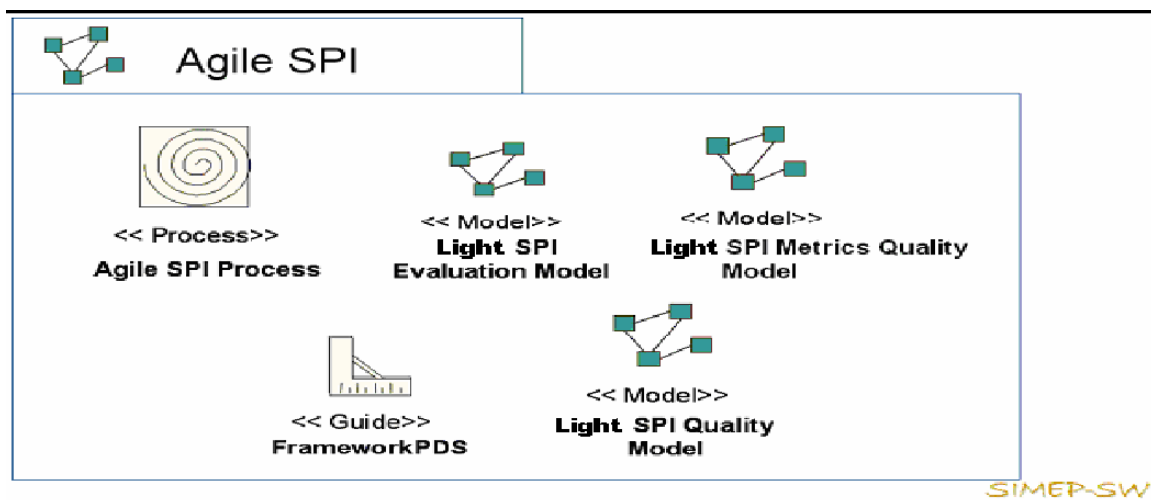 Agile SPI
<< Process>>
Agile SPI Process
<< Model>>
Light SPI
Evaluation Model
<< Model>>
Light SPI Metrics Quality
Model
<< Guide>>
FrameworkPDS
<< Model>>
Light SPI Quality
Model
SIMEP-SW